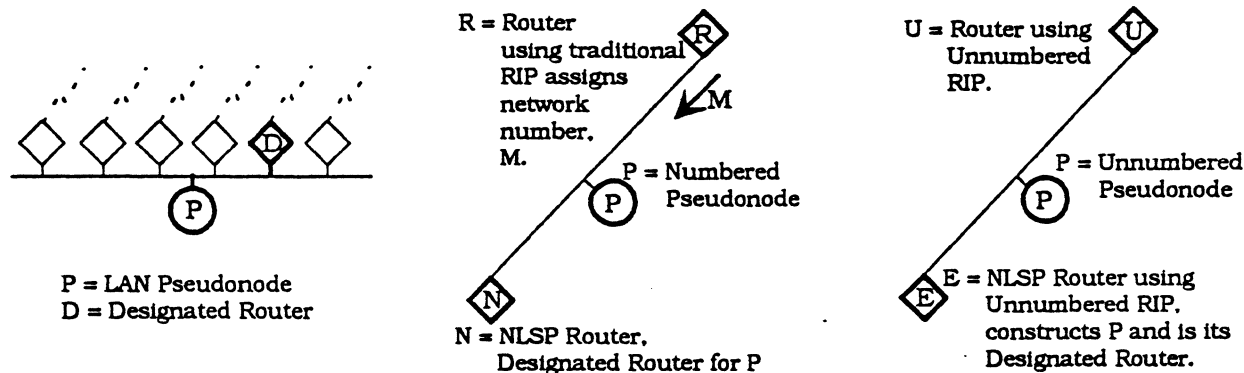 D
P
P = LAN Pseudonode
D = Designated Router
R = Router
using traditional
RIP assigns
network
number,
M.
R
M
P = Numbered
Pseudonode
P
N
N = NLSP Router,
Designated Router for P
U = Router using
Unnumbered
RIP.
U
P = Unnumbered
Pseudonode
P
E
E = NLSP Router using
Unnumbered RIP,
constructs P and is its
Designated Router.